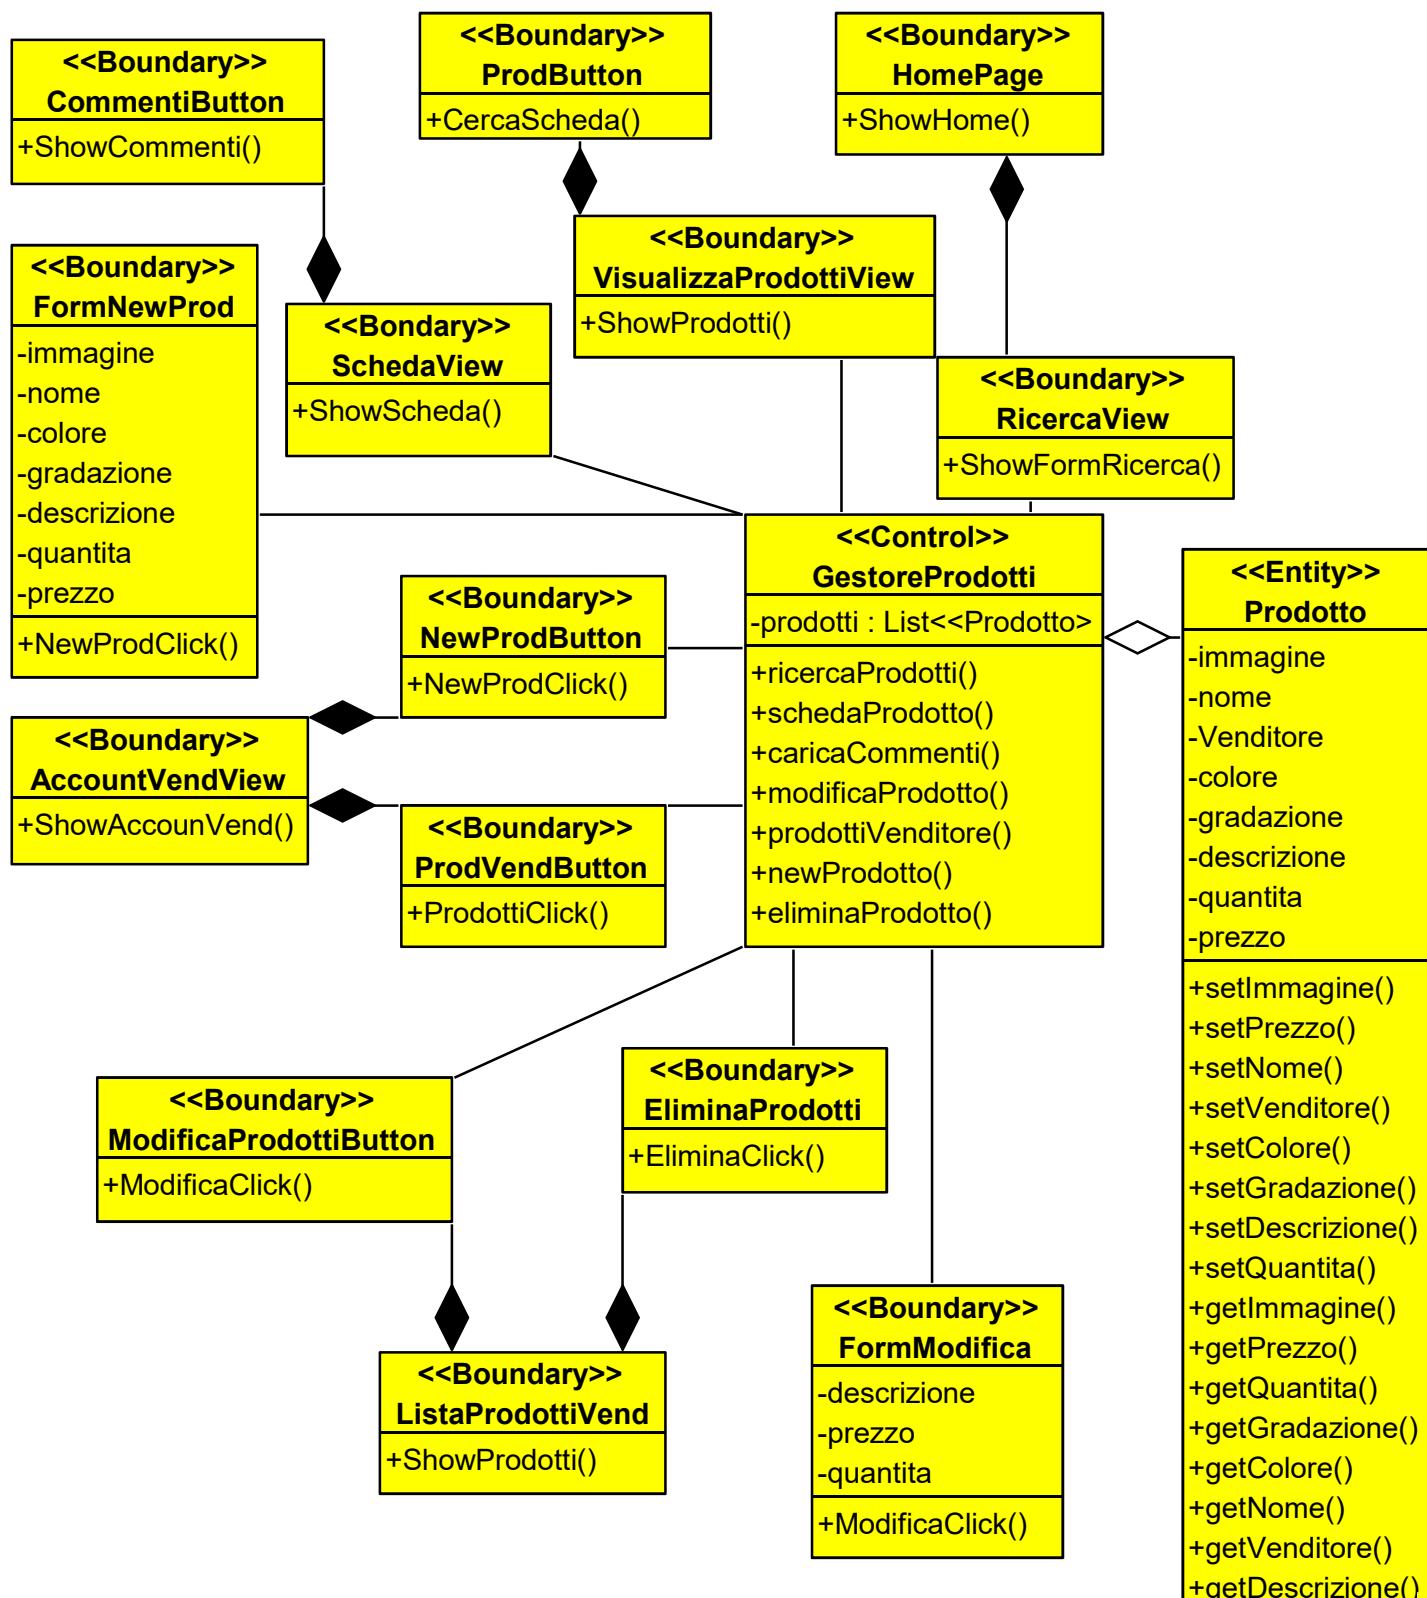 <<Boundary>>
CommentiButton
+ShowCommenti()
<<Boundary>>
ProdButton
+CercaScheda()
<<Boundary>>
HomePage
+ShowHome()
<<Boundary>>
FormNewProd
-immagine
-nome
-colore
-gradazione
-descrizione
-quantita
-prezzo
+NewProdClick()
<<Bondary>>
SchedaView
+ShowScheda()
<<Boundary>>
VisualizzaProdottiView
+ShowProdotti()
<<Boundary>>
RicercaView
+ShowFormRicerca()
<<Control>>
GestoreProdotti
-prodotti : List<<Prodotto>
+ricercaProdotti()
+schedaProdotto()
+caricaCommenti()
+modificaProdotto()
+prodottiVenditore()
+newProdotto()
+eliminaProdotto()
<<Boundary>>
NewProdButton
+NewProdClick()
<<Boundary>>
AccountVendView
+ShowAccounVend()
<<Boundary>>
ProdVendButton
+ProdottiClick()
<<Entity>>
Prodotto
-immagine
-nome
-Venditore
-colore
-gradazione
-descrizione
-quantita
-prezzo
+setImmagine()
+setPrezzo()
+setNome()
+setVenditore()
+setColore()
+setGradazione()
+setDescrizione()
+setQuantita()
+getImmagine()
+getPrezzo()
+getQuantita()
+getGradazione()
+getColore()
+getNome()
+getVenditore()
+getDescrizione()
<<Boundary>>
ModificaProdottiButton
+ModificaClick()
<<Boundary>>
EliminaProdotti
+EliminaClick()
<<Boundary>>
ListaProdottiVend
+ShowProdotti()
<<Boundary>>
FormModifica
-descrizione
-prezzo
-quantita
+ModificaClick()